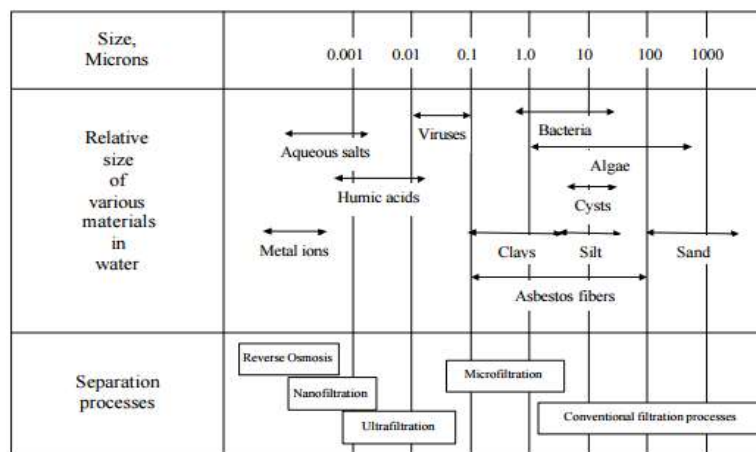 Size,
Microns
0.001 0.01 0.1 1.0 10 100 1000
Relative
size
of
various
materials
in
water
Viruses
Bacteria
Aqueous salts
Algae
Humic acids
Cysts
Metal ions
Clays
Silt
Sand
Asbestos fibers
Separation
processes
Reverse Osmosis
Nanofiltration
Ultrafiltration
Microfiltration
Conventional filtration processes